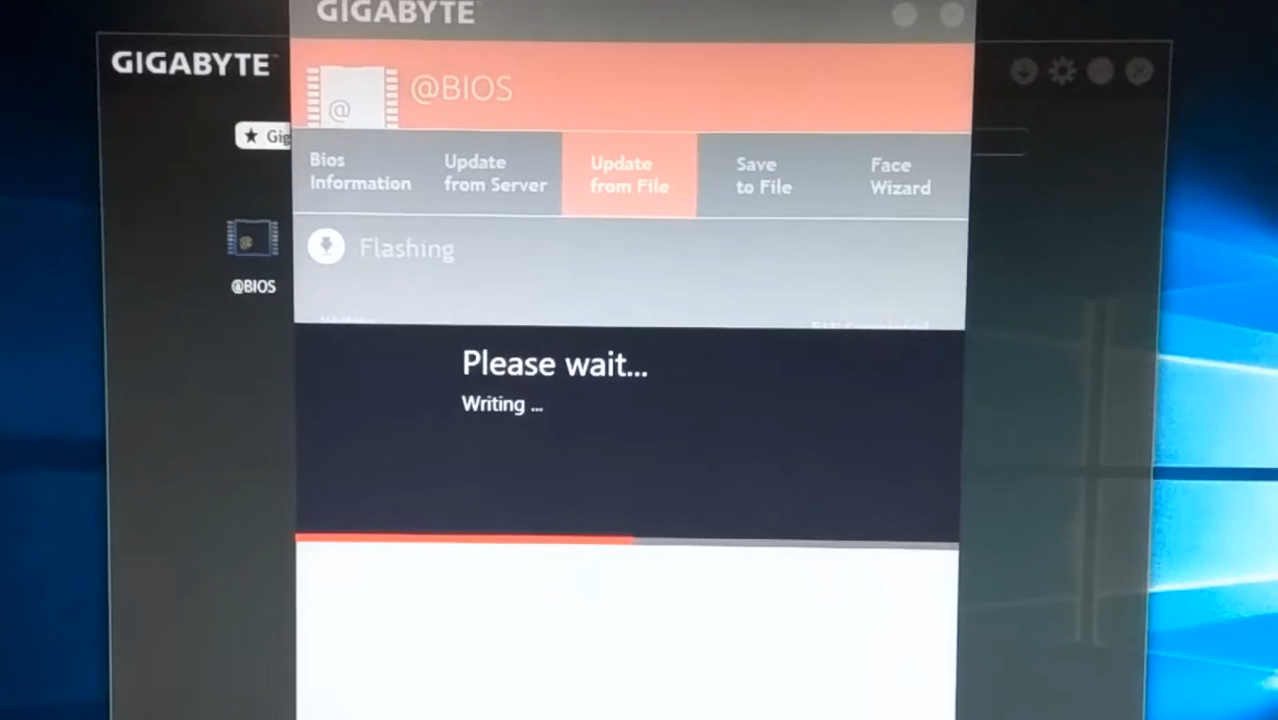 GIGABYTE
GIGABYTE
@
@BIOS
★ Gig
Bios
Information
Update
from Server
Update
from File
Save
to File
Face
Wizard
@
@BIOS
Flashing
Please wait...
Writing ...